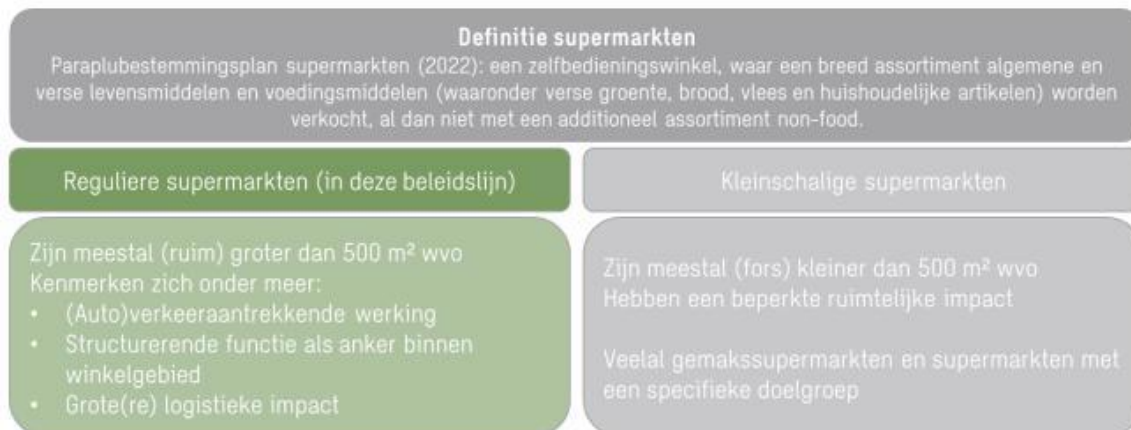 Definitie supermarkten
Paraplubestemmingsplan supermarkten (2022): een zelfbedieningswinkel, waar een breed assortiment algemene en
verse levensmiddelen en voedingsmiddelen (waaronder verse groente, brood, vlees en huishoudelijke artikelen) worden
verkocht, al dan niet met een additioneel assortiment non-food.
Reguliere supermarkten (in deze beleidslijn)
Zijn meestal (ruim) groter dan 500 m² wvo
Kenmerken zich onder meer:
• (Auto)verkeeraantrekkende werking
• Structurerende functie als anker binnen
winkelgebied
• Grote(re) logistieke impact
Kleinschalige supermarkten
Zijn meestal (fors) kleiner dan 500 m² wvo
Hebben een beperkte ruimtelijke impact
Veelal gemakssupermarkten en supermarkten met
een specifieke doelgroep